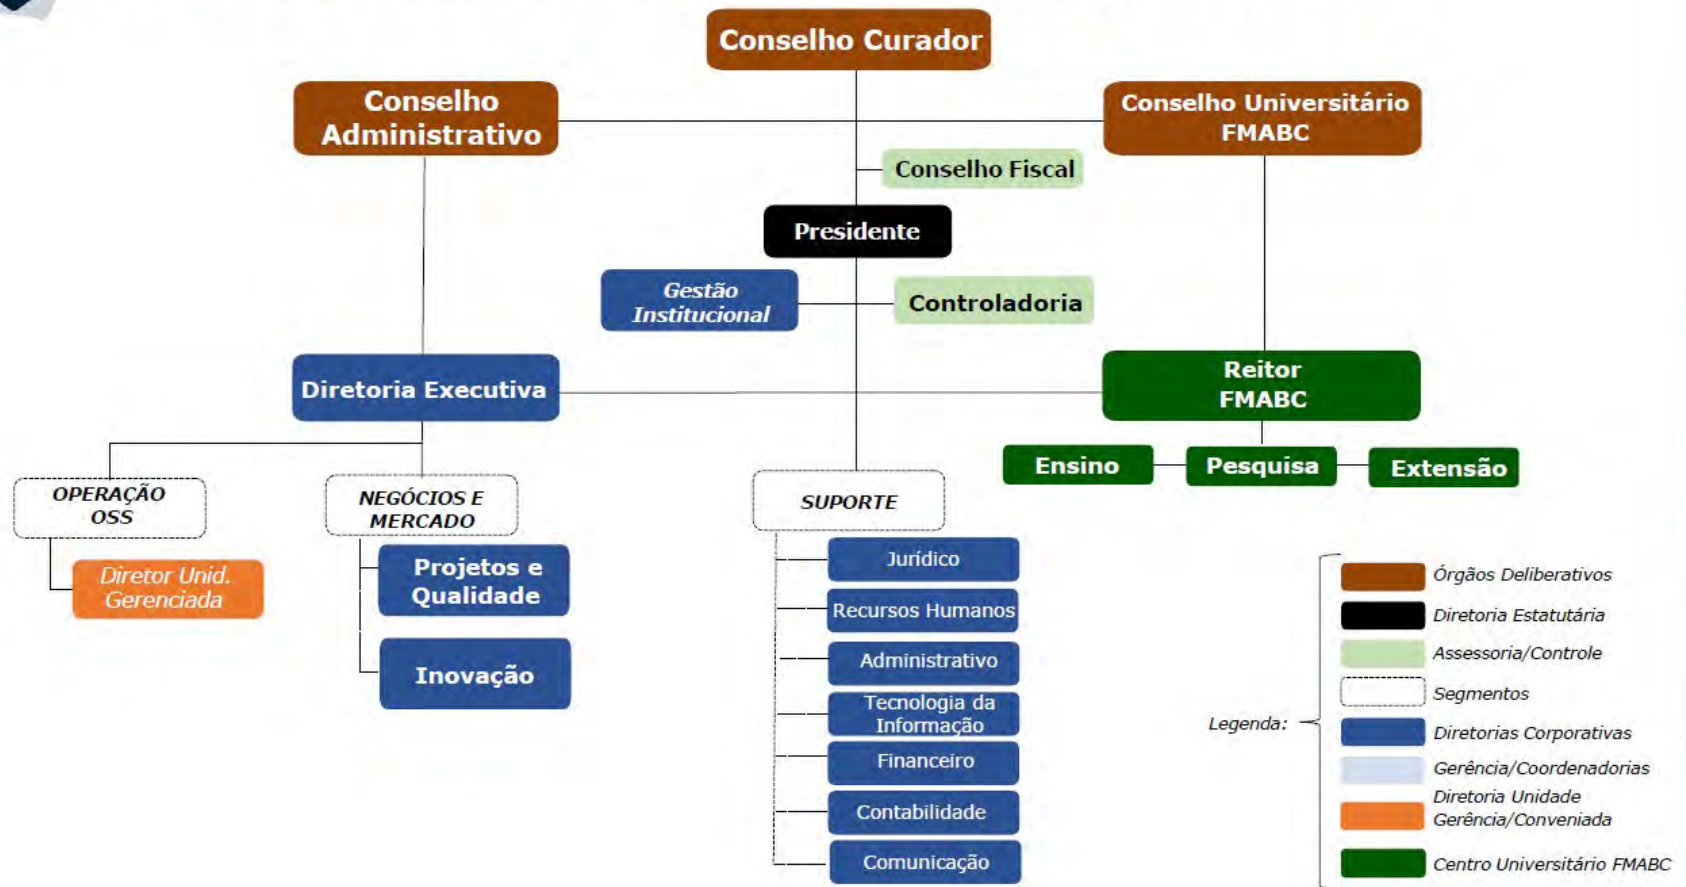 Conselho Curador
Conselho
Administrativo
Conselho Universitário
FMABC
Conselho Fiscal
Presidente
Gestão
Institucional
Controladoria
Diretoria Executiva
Reitor
FMABC
Ensino
Pesquisa
Extensão
OPERAÇÃO
OSS
NEGÓCIOS E
MERCADO
SUPORTE
Diretor Unid.
Gerenciada
Projetos e
Qualidade
Inovação
Jurídico
Recursos Humanos
Administrativo
Tecnologia da
Informação
Financeiro
Contabilidade
Comunicação
Legenda:
Órgãos Deliberativos
Diretoria Estatutária
Assessoria/Controle
Segmentos
Diretorias Corporativas
Gerência/Coordenadorias
Diretoria Unidade
Gerência/Conveniada
Centro Universitário FMABC